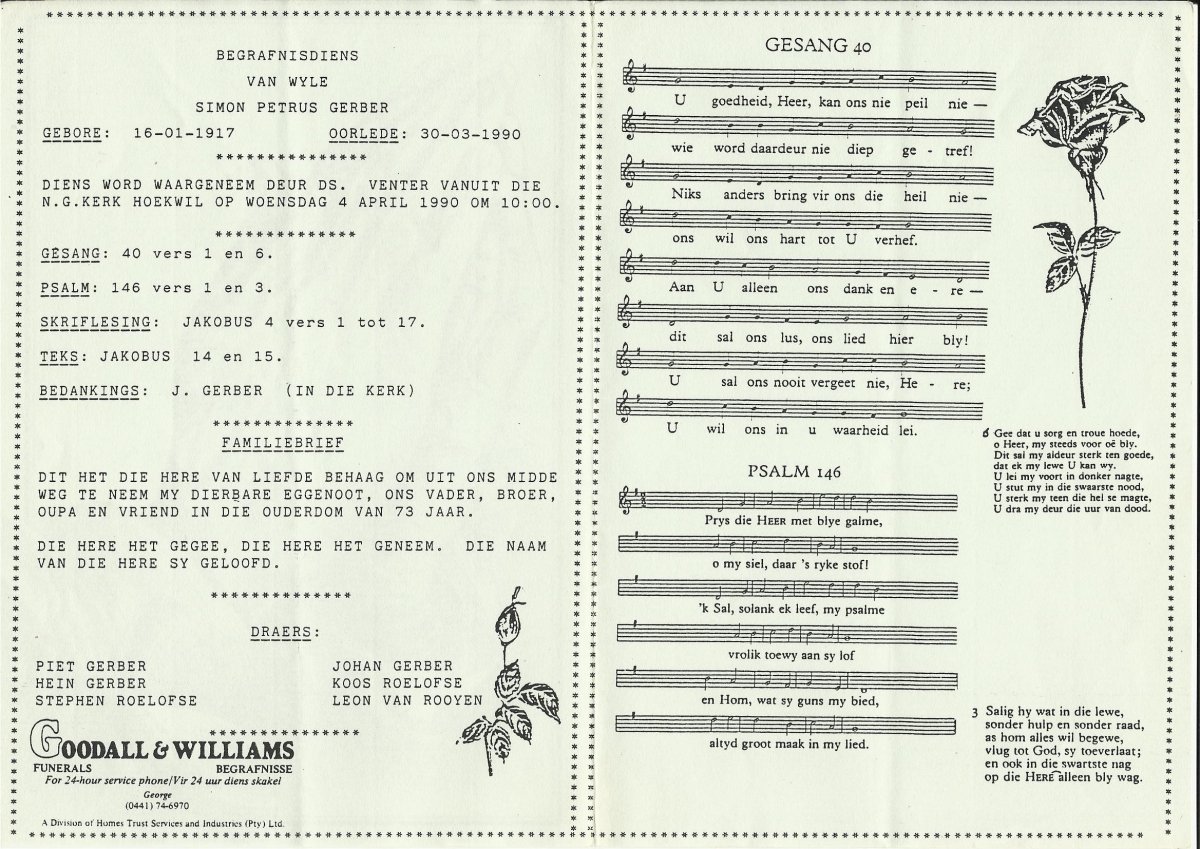 BEGRAFNISDIENS
VAN WYLE
SIMON PETRUS GERBER
GEBORE: 16-01-1917 OORLEDE: 30-03-1990
***************
DIENS WORD WAARGENEEM DEUR DS. VENTER VANUIT DIE
N.G.KERK HOEKWIL OP WOENSDAG 4 APRIL 1990 OM 10:00.
**************
GESANG: 40 vers 1 en 6.
PSALM: 146 vers 1 en 3.
SKRIFLESING: JAKOBUS 4 vers 1 tot 17.
TEKS: JAKOBUS 14 en 15.
BEDANKINGS: J. GERBER (IN DIE KERK)
**************
FAMILIEBRIEF
DIT HET DIE HERE VAN LIEFDE BEHAAG OM UIT ONS MIDDE
WEG TE NEEM MY DIERBARE EGGENOOT, ONS VADER, BROER,
OUPA EN VRIEND IN DIE OUDERDOM VAN 73 JAAR.
DIE HERE HET GEGEE, DIE HERE HET GENEEM. DIE NAAM
VAN DIE HERE SY GELOOFD.
**************
DRAERS:
PIET GERBER JOHAN GERBER
HEIN GERBER KOOS ROELOFSE
STEPHEN ROELOFSE LEON VAN ROOYEN
***************
GOODALL & WILLIAMS
FUNERALS BEGRAFNISSE
For 24-hour service phone/Vir 24 uur diens skakel
George
(0441) 74-6970
A Division of Homes Trust Services and Industries (Pty) Ltd.
GESANG 40
U goedheid, Heer, kan ons nie peil nie —
wie word daardeur nie diep ge - tref!
Niks anders bring vir ons die heil nie —
ons wil ons hart tot U verhef.
Aan U alleen ons dank en e - re —
dit sal ons lus, ons lied hier bly!
U sal ons nooit vergeet nie, He - re;
U wil ons in u waarheid lei.
6 Gee dat u sorg en troue hoede,
o Heer, my steeds voor oë bly.
Dit sal my aldeur sterk ten goede,
dat ek my lewe U kan wy.
U lei my voort in donker nagte,
U stut my in die swaarste nood,
U sterk my teen die hel se magte,
U dra my deur die uur van dood.
PSALM 146
Prys die HEER met blye galme,
o my siel, daar 's ryke stof!
'k Sal, solank ek leef, my psalme
vrolik toewy aan sy lof
en Hom, wat sy guns my bied,
altyd groot maak in my lied.
3 Salig hy wat in die lewe,
sonder hulp en sonder raad,
as hom alles wil begewe,
vlug tot God, sy toeverlaat;
en ook in die swartste nag
op die HERE alleen bly wag.